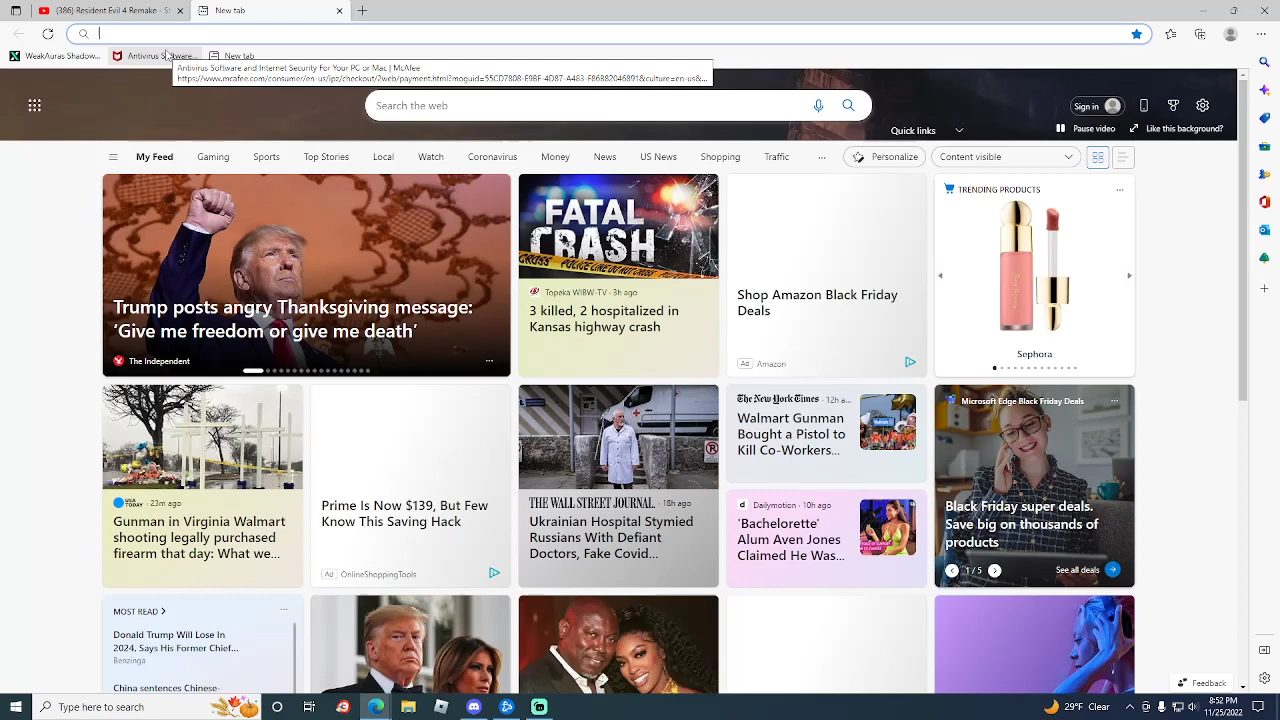 (386) Resident Evil 4 Remake - St
New tab
WeakAuras Shadow...
Antivirus Software...
New tab
Antivirus Software and Internet Security For Your PC or Mac | McAfee
Search the web
Sign in
Quick links
Pause video
Like this background?
My Feed
Gaming
Sports
Top Stories
Local
Watch
Coronavirus
Money
News
US News
Shopping
Traffic
...
Personalize
Content visible
Trump posts angry Thanksgiving message:
‘Give me freedom or give me death’
The Independent
FATAL
CRASH
POLICE LINE DO NOT CROSS
Topeka WIBW-TV · 3h ago
3 killed, 2 hospitalized in
Kansas highway crash
Shop Amazon Black Friday
Deals
Ad Amazon
TRENDING PRODUCTS
Sephora
USA TODAY · 23m ago
Gunman in Virginia Walmart
shooting legally purchased
firearm that day: What we...
Prime Is Now $139, But Few
Know This Saving Hack
Ad OnlineShoppingTools
THE WALL STREET JOURNAL. · 18h ago
Ukrainian Hospital Stymied
Russians With Defiant
Doctors, Fake Covid...
The New York Times · 12h a...
Walmart Gunman
Bought a Pistol to
Kill Co-Workers...
Dailymotion · 10h ago
'Bachelorette'
Alum Aven Jones
Claimed He Was...
Microsoft Edge Black Friday Deals
Black Friday super deals.
Save big on thousands of
products
1 / 5
See all deals
MOST READ
Donald Trump Will Lose In
2024, Says His Former Chief...
Benzinga
China sentences Chinese-
Feedback
Type here to search
29°F Clear
8:52 PM
11/25/2022